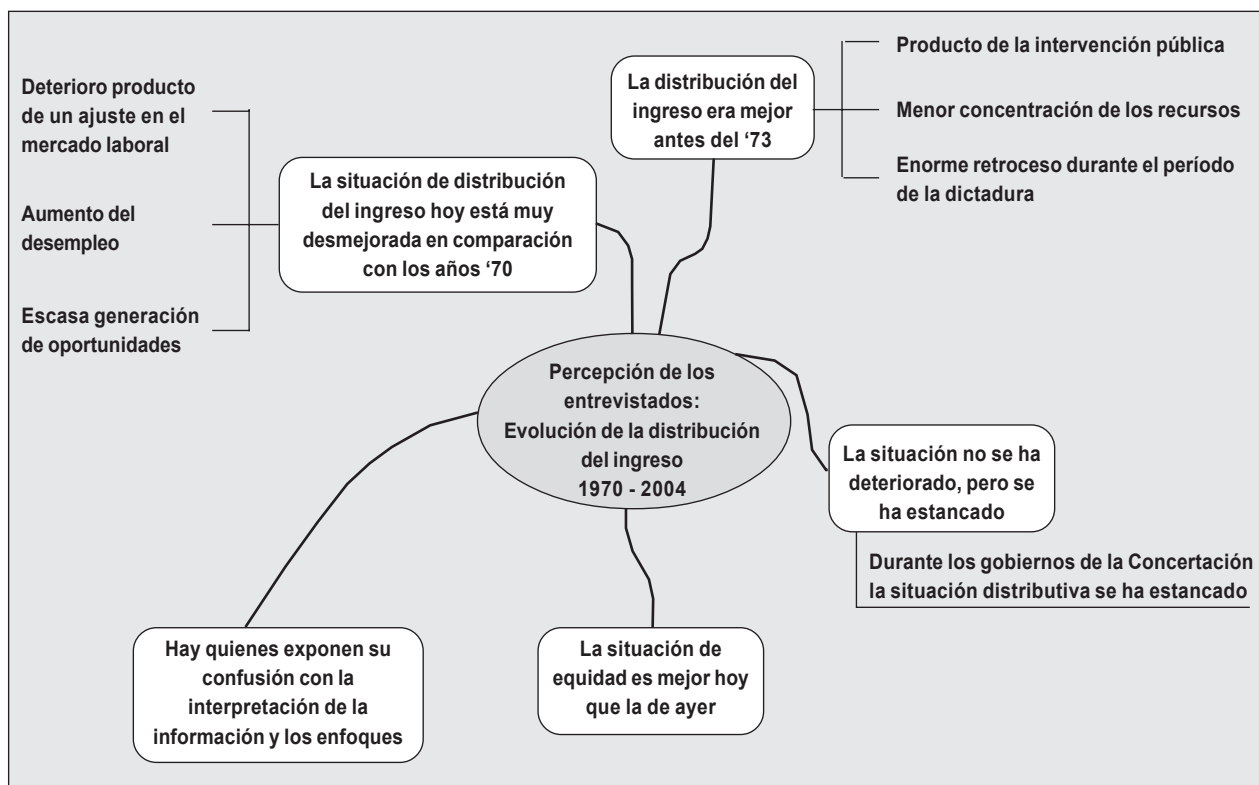 Deterioro producto
de un ajuste en el
mercado laboral
Aumento del
desempleo
Escasa generación
de oportunidades
La situación de distribución
del ingreso hoy está muy
desmejorada en comparación
con los años ‘70
La distribución del
ingreso era mejor
antes del ‘73
Producto de la intervención pública
Menor concentración de los recursos
Enorme retroceso durante el período
de la dictadura
Percepción de los
entrevistados:
Evolución de la distribución
del ingreso
1970 - 2004
La situación no se ha
deteriorado, pero se
ha estancado
Durante los gobiernos de la Concertación
la situación distributiva se ha estancado
Hay quienes exponen su
confusión con la
interpretación de la
información y los enfoques
La situación de
equidad es mejor hoy
que la de ayer